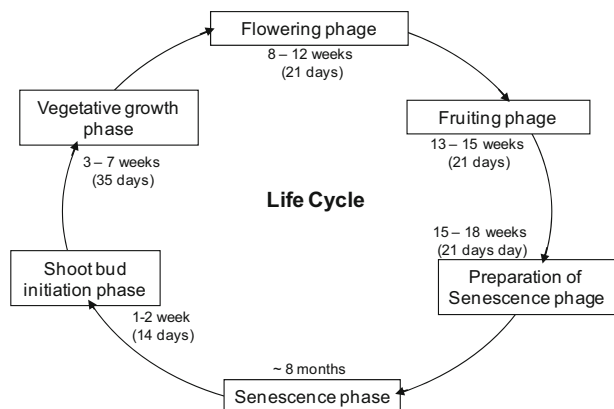 Flowering phage
8 – 12 weeks
(21 days)
Fruiting phage
13 – 15 weeks
(21 days)
15 – 18 weeks
(21 days day)
Preparation of
Senescence phage
~ 8 months
Senescence phase
1-2 week
(14 days)
Shoot bud
initiation phase
3 – 7 weeks
(35 days)
Vegetative growth
phase
Life Cycle